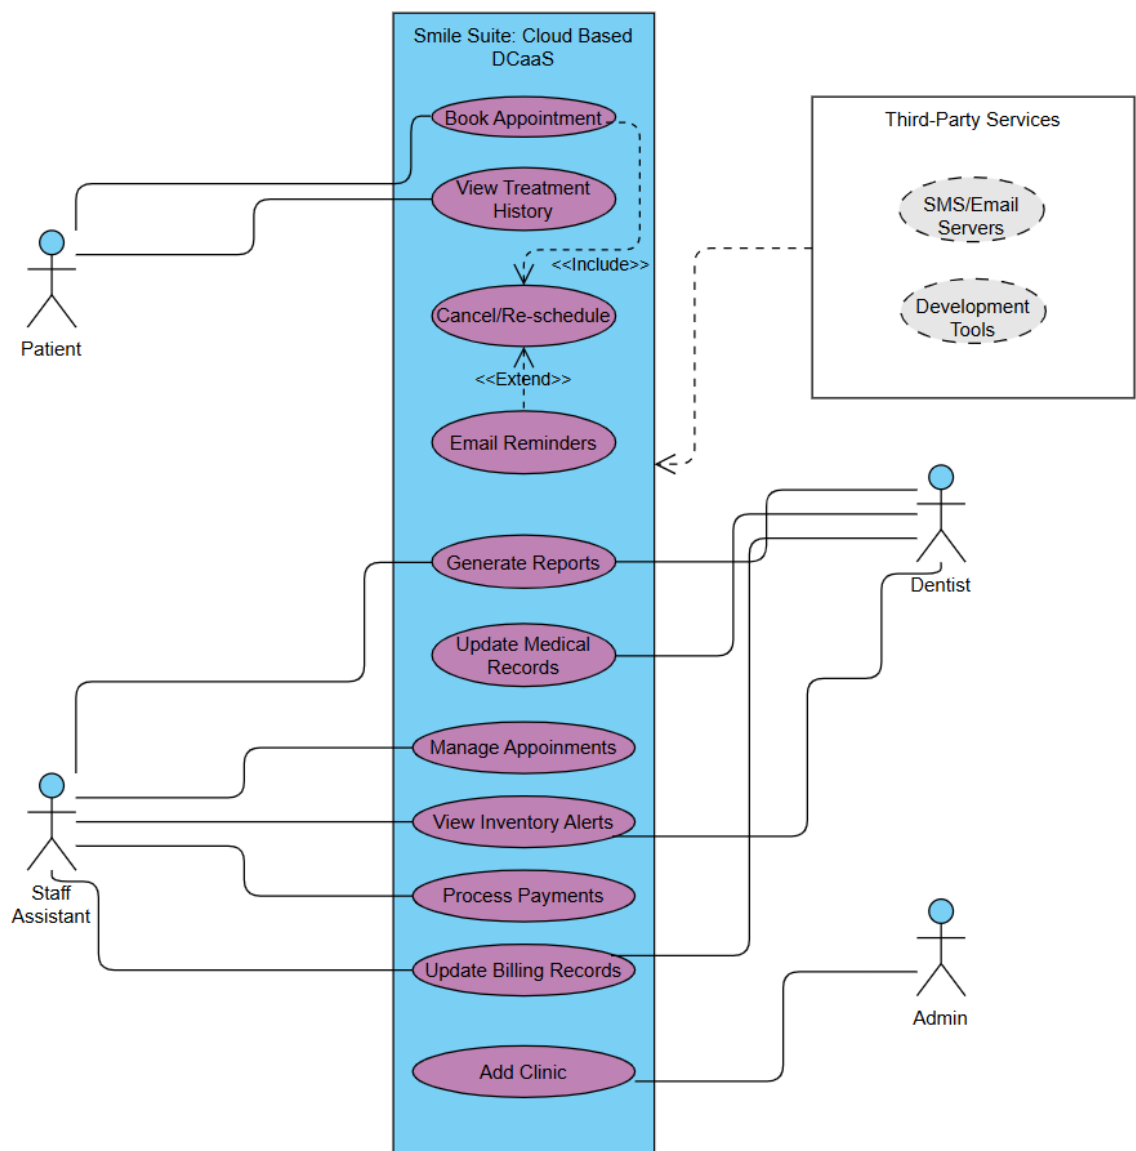 Smile Suite: Cloud Based
DCaaS
Book Appointment
Third-Party Services
View Treatment
History
SMS/Email
Servers
<<Include>>
Cancel/Re-schedule
Development
Tools
Patient
<<Extend>>
Email Reminders
Generate Reports
Dentist
Update Medical
Records
Manage Appoinments
View Inventory Alerts
Process Payments
Staff
Assistant
Update Billing Records
Admin
Add Clinic